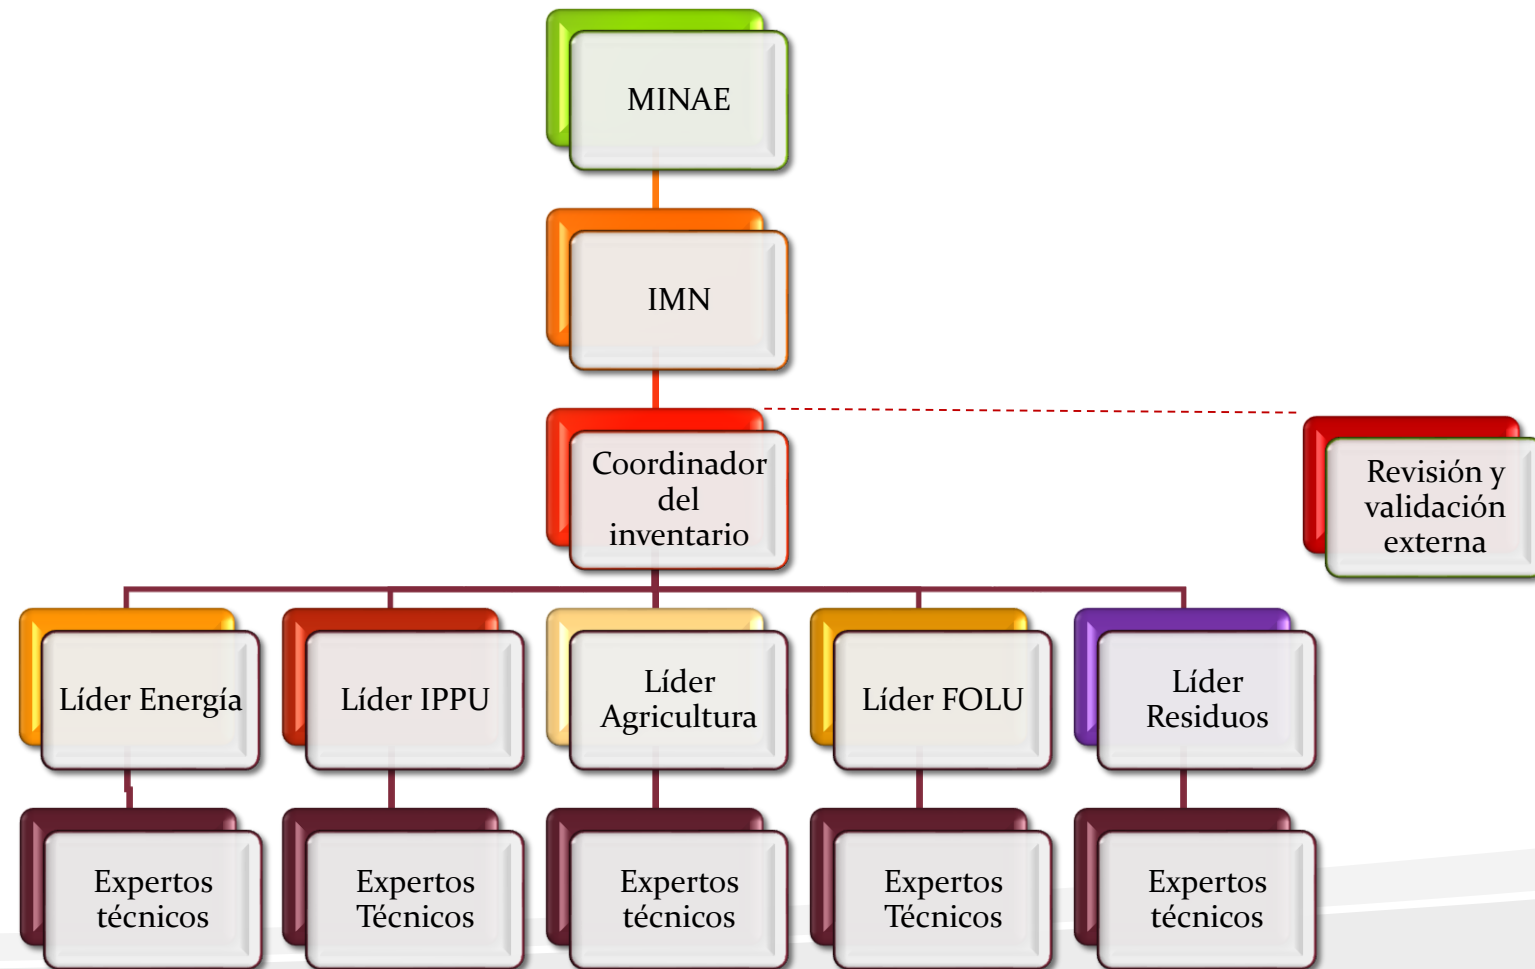 MINAE
IMN
Coordinador
del
inventario
Revisión y
validación
externa
Líder Energía
Líder IPPU
Líder
Agricultura
Líder FOLU
Líder
Residuos
Expertos
técnicos
Expertos
Técnicos
Expertos
técnicos
Expertos
Técnicos
Expertos
técnicos